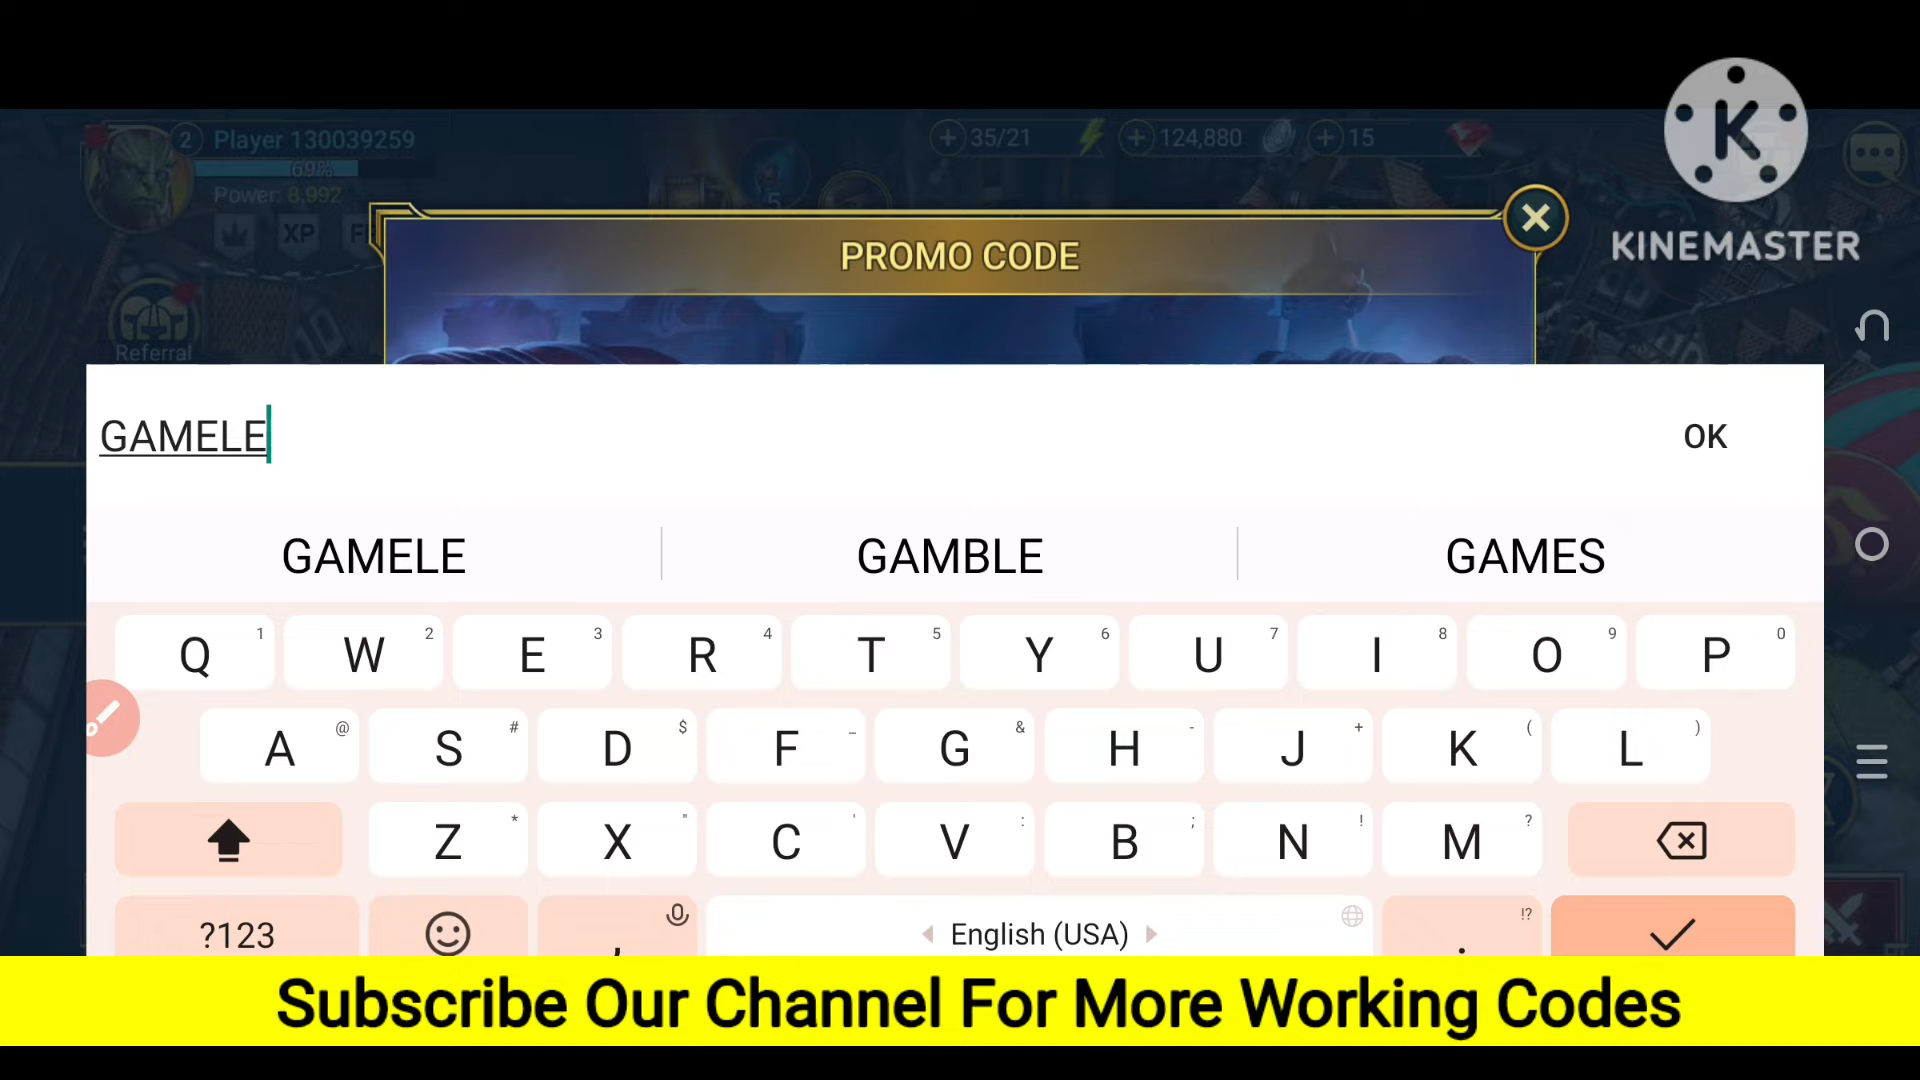 2 Player 130039259
35/21
124,880
15
69%
Power: 8,992
XP
KINEMASTER
PROMO CODE
Referral
GAMELE
OK
GAMELE GAMBLE GAMES
Q 1 W 2 E 3 R 4 T 5 Y 6 U 7 I 8 O 9 P 0
A @ S # D $ F _ G & H - J + K ( L )
Z * X " C ' V : B ; N ! M ?
?123 , English (USA) . !?
Subscribe Our Channel For More Working Codes